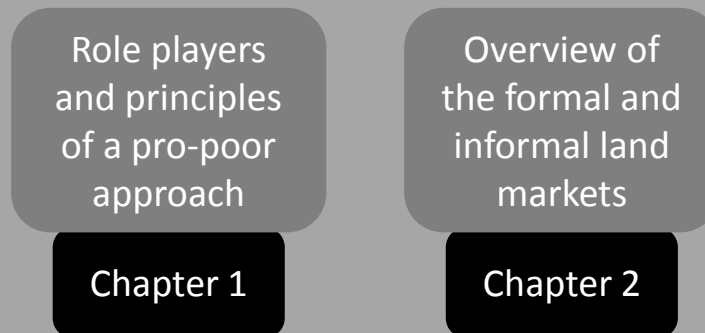 Role players
and principles
of a pro-poor
approach
Chapter 1
Overview of
the formal and
informal land
markets
Chapter 2